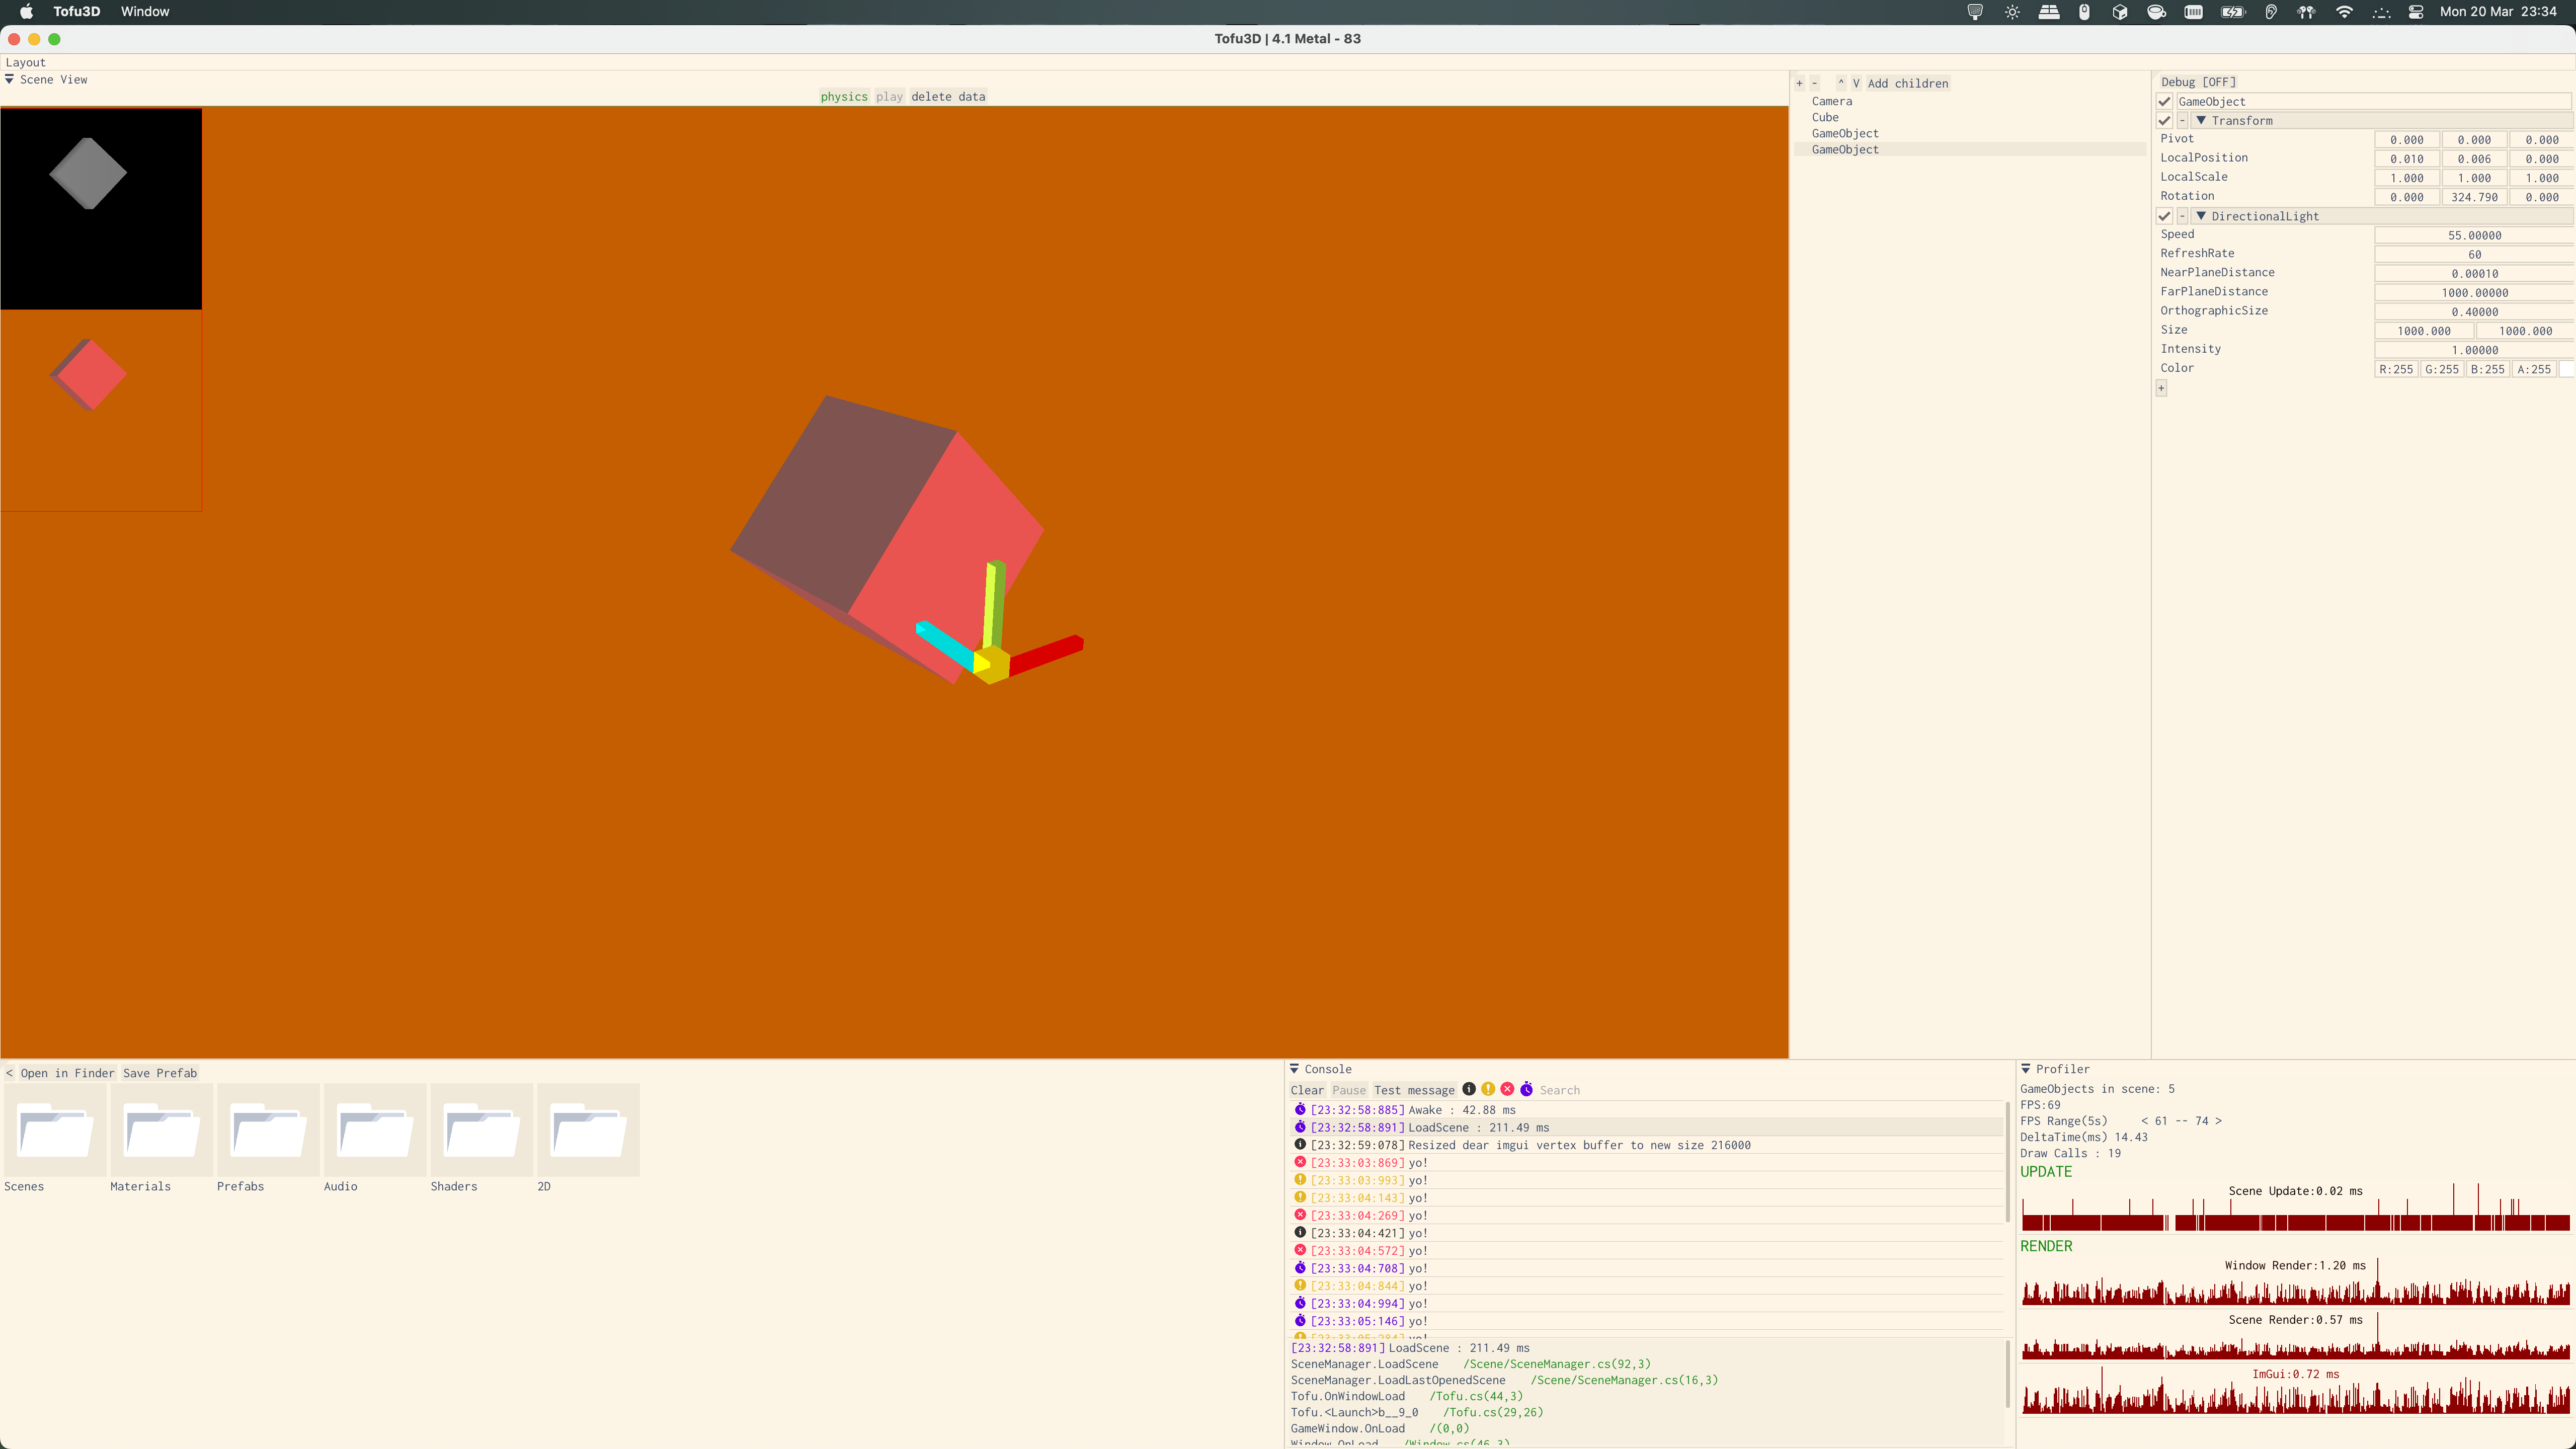 Tofu3D Window Mon 20 Mar 23:34
Tofu3D | 4.1 Metal - 83
Layout
Scene View
physics play delete data
+ - ^ V Add children
Camera
Cube
GameObject
GameObject
Debug [OFF]
GameObject
- Transform
Pivot 0.000 0.000 0.000
LocalPosition 0.010 0.006 0.000
LocalScale 1.000 1.000 1.000
Rotation 0.000 324.790 0.000
- DirectionalLight
Speed 55.00000
RefreshRate 60
NearPlaneDistance 0.00010
FarPlaneDistance 1000.00000
OrthographicSize 0.40000
Size 1000.000 1000.000
Intensity 1.00000
Color R:255 G:255 B:255 A:255
+
< Open in Finder Save Prefab
Scenes Materials Prefabs Audio Shaders 2D
Console
Clear Pause Test message Search
[23:32:58:885] Awake : 42.88 ms
[23:32:58:891] LoadScene : 211.49 ms
[23:32:59:078] Resized dear imgui vertex buffer to new size 216000
[23:33:03:869] yo!
[23:33:03:993] yo!
[23:33:04:143] yo!
[23:33:04:269] yo!
[23:33:04:421] yo!
[23:33:04:572] yo!
[23:33:04:708] yo!
[23:33:04:844] yo!
[23:33:04:994] yo!
[23:33:05:146] yo!
[23:33:05:284] yo!
[23:32:58:891] LoadScene : 211.49 ms
SceneManager.LoadScene /Scene/SceneManager.cs(92,3)
SceneManager.LoadLastOpenedScene /Scene/SceneManager.cs(16,3)
Tofu.OnWindowLoad /Tofu.cs(44,3)
Tofu.<Launch>b__9_0 /Tofu.cs(29,26)
GameWindow.OnLoad /(0,0)
Window.OnLoad /Window.cs(46,3)
Profiler
GameObjects in scene: 5
FPS:69
FPS Range(5s) < 61 -- 74 >
DeltaTime(ms) 14.43
Draw Calls : 19
UPDATE
Scene Update:0.02 ms
RENDER
Window Render:1.20 ms
Scene Render:0.57 ms
ImGui:0.72 ms